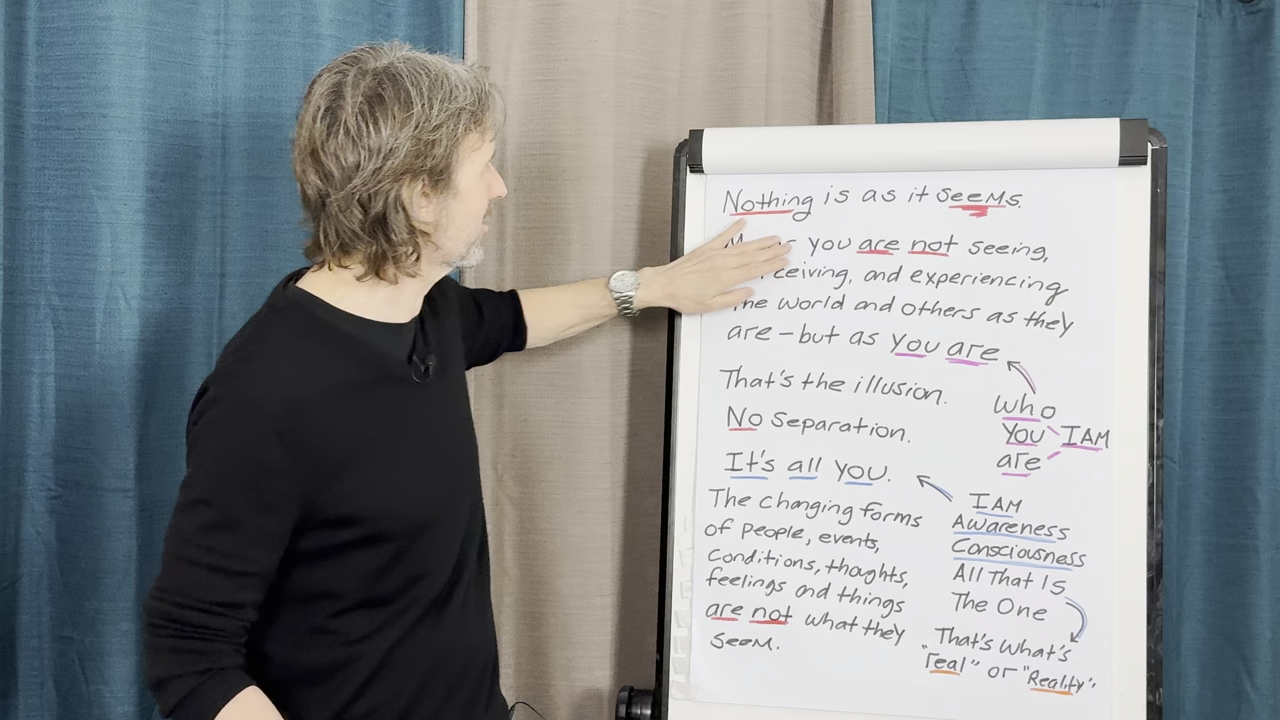 Nothing is as it seems.
you are not seeing,
and experiencing
the world and others as they
are – but as you are
That's the illusion.
No separation.
It's all you.
The changing forms
of people, events,
conditions, thoughts,
feelings and things
are not what they
seem.
Who
You
are
IAM
IAM
Awareness
Consciousness
All That Is
The One
That's what's
"real" or "Reality".